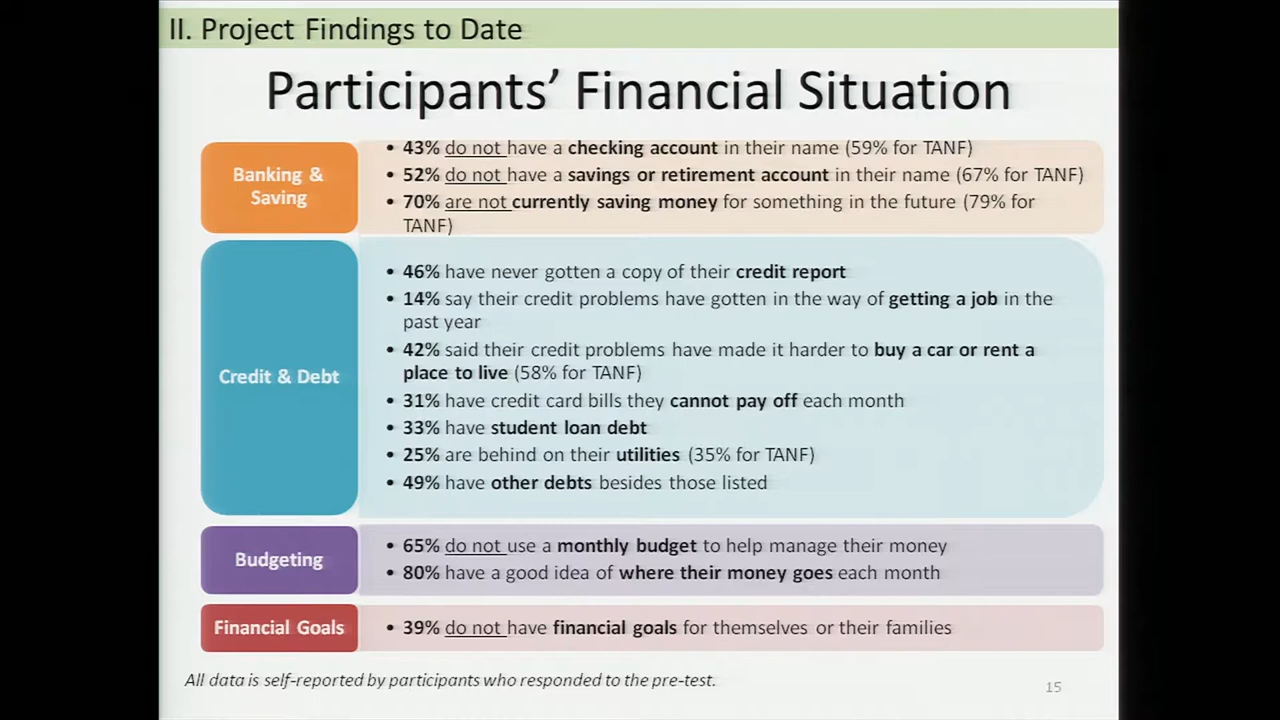 II. Project Findings to Date
Participants’ Financial Situation
Banking &
Saving
• 43% do not have a checking account in their name (59% for TANF)
• 52% do not have a savings or retirement account in their name (67% for TANF)
• 70% are not currently saving money for something in the future (79% for
TANF)
Credit & Debt
• 46% have never gotten a copy of their credit report
• 14% say their credit problems have gotten in the way of getting a job in the
past year
• 42% said their credit problems have made it harder to buy a car or rent a
place to live (58% for TANF)
• 31% have credit card bills they cannot pay off each month
• 33% have student loan debt
• 25% are behind on their utilities (35% for TANF)
• 49% have other debts besides those listed
Budgeting
• 65% do not use a monthly budget to help manage their money
• 80% have a good idea of where their money goes each month
Financial Goals
• 39% do not have financial goals for themselves or their families
All data is self-reported by participants who responded to the pre-test.
15